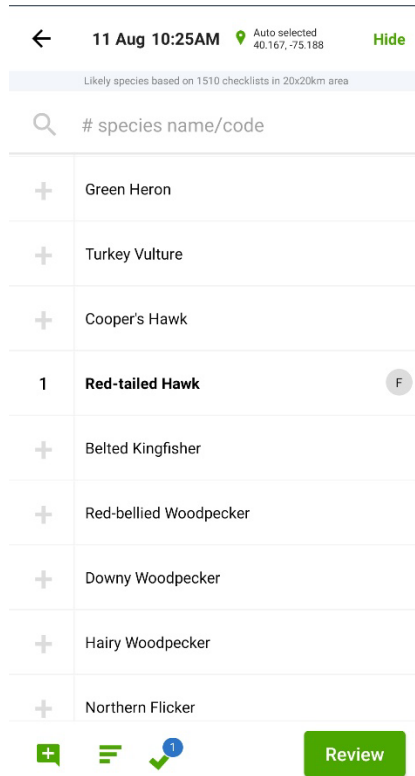 11 Aug 10:25AM
Auto selected
40.167, -75.188
Hide
Likely species based on 1510 checklists in 20x20km area
# species name/code
Green Heron
Turkey Vulture
Cooper's Hawk
1 Red-tailed Hawk F
Belted Kingfisher
Red-bellied Woodpecker
Downy Woodpecker
Hairy Woodpecker
Northern Flicker
1
Review